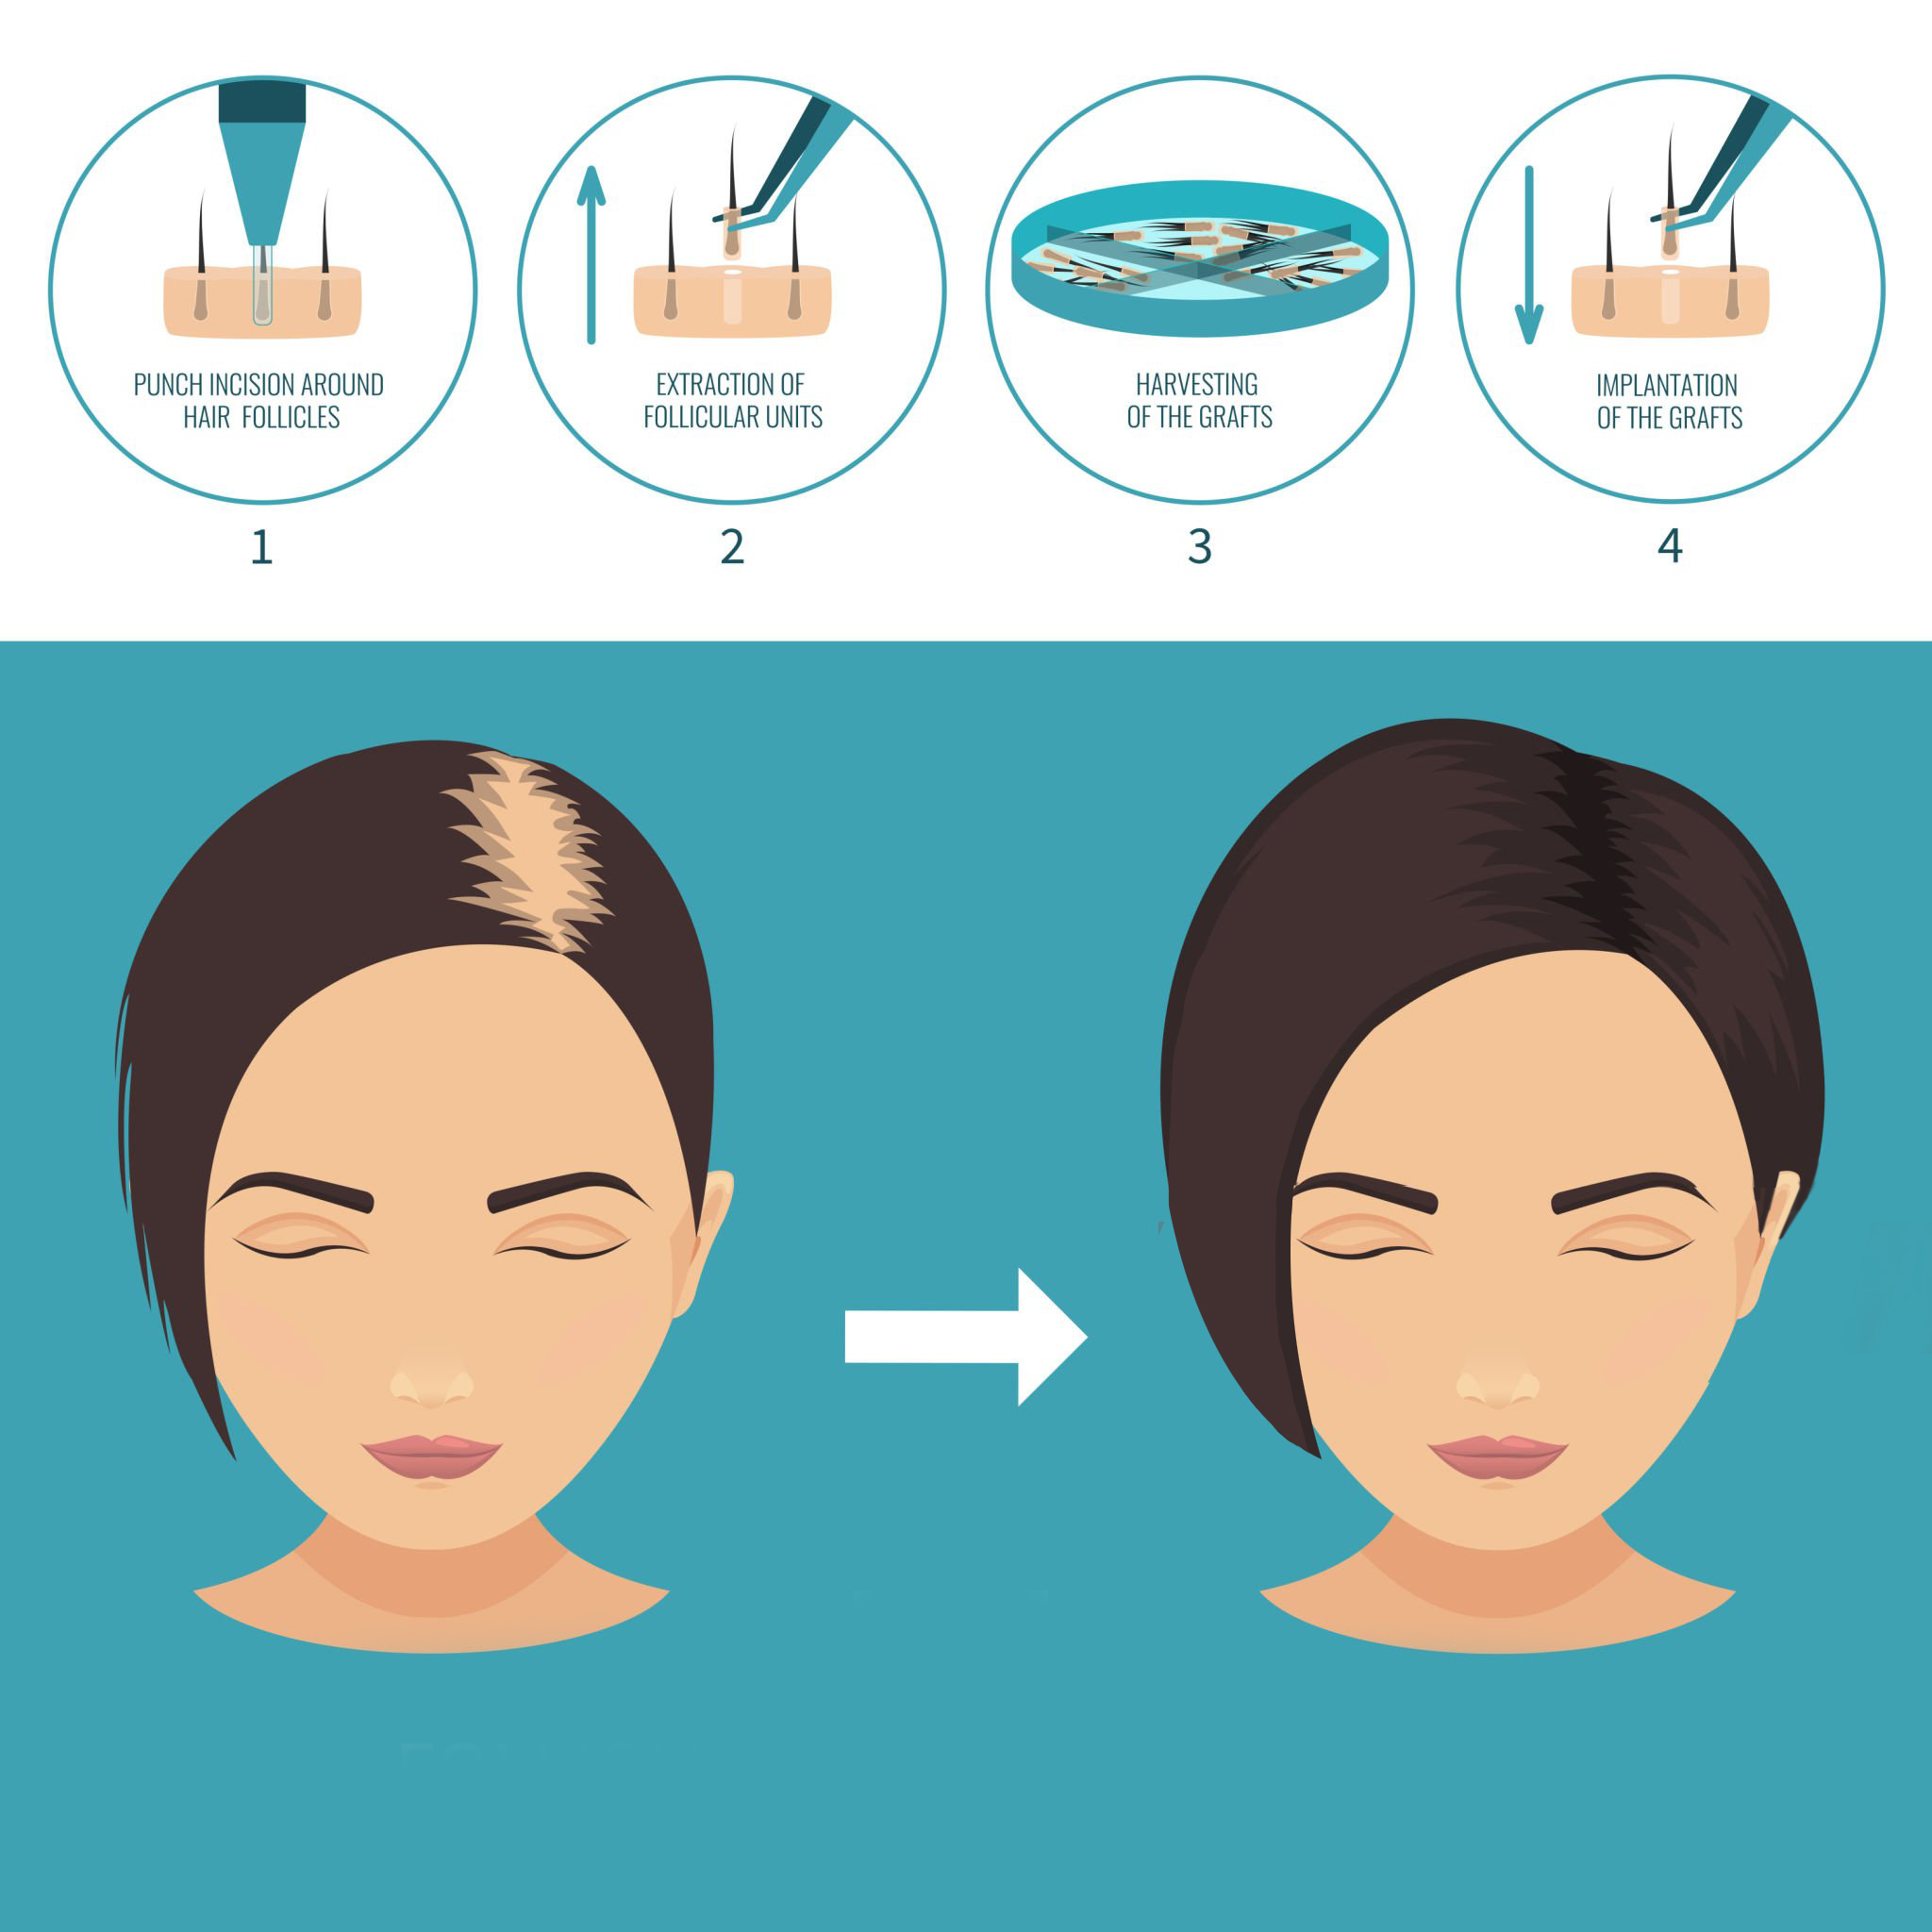 PUNCH INCISION AROUND
HAIR FOLLICLES
1
EXTRACTION OF
FOLLICULAR UNITS
2
HARVESTING
OF THE GRAFTS
3
IMPLANTATION
OF THE GRAFTS
4